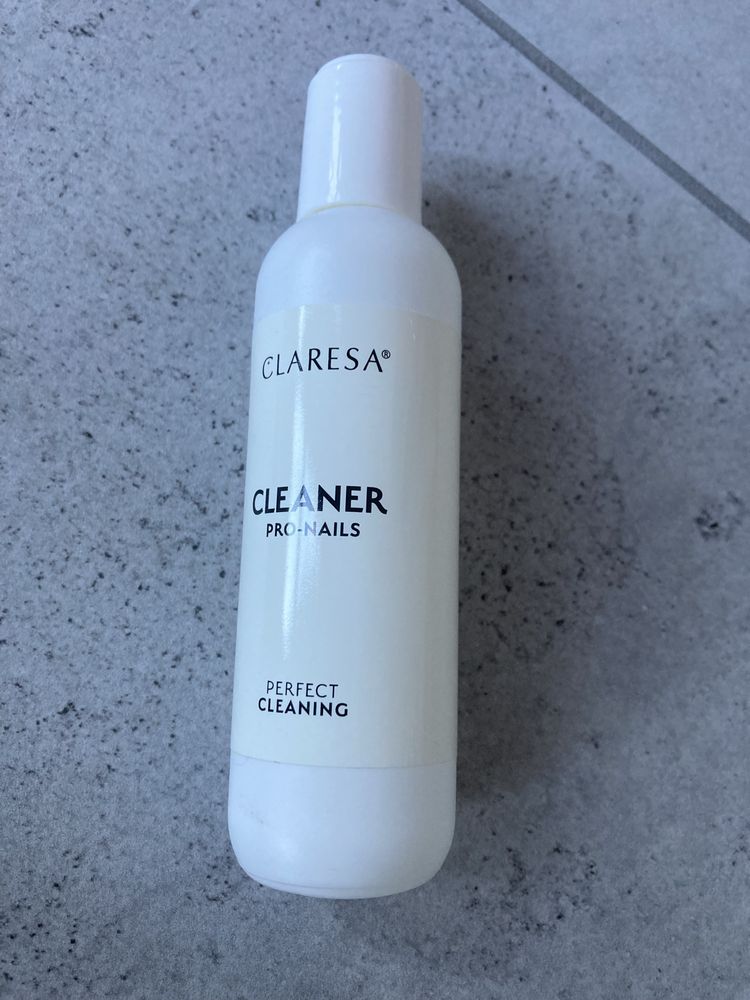 CLARESA®
CLEANER
PRO-NAILS
PERFECT
CLEANING